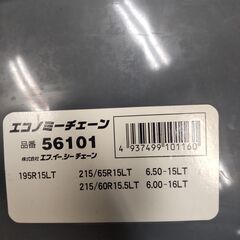 エコノミーチェーン
品番 56101
株式会社 エフ.イー.シーチェーン
4 937499 101160
195R15LT 215/65R15LT 6.50-15LT
215/60R15.5LT 6.00-16LT